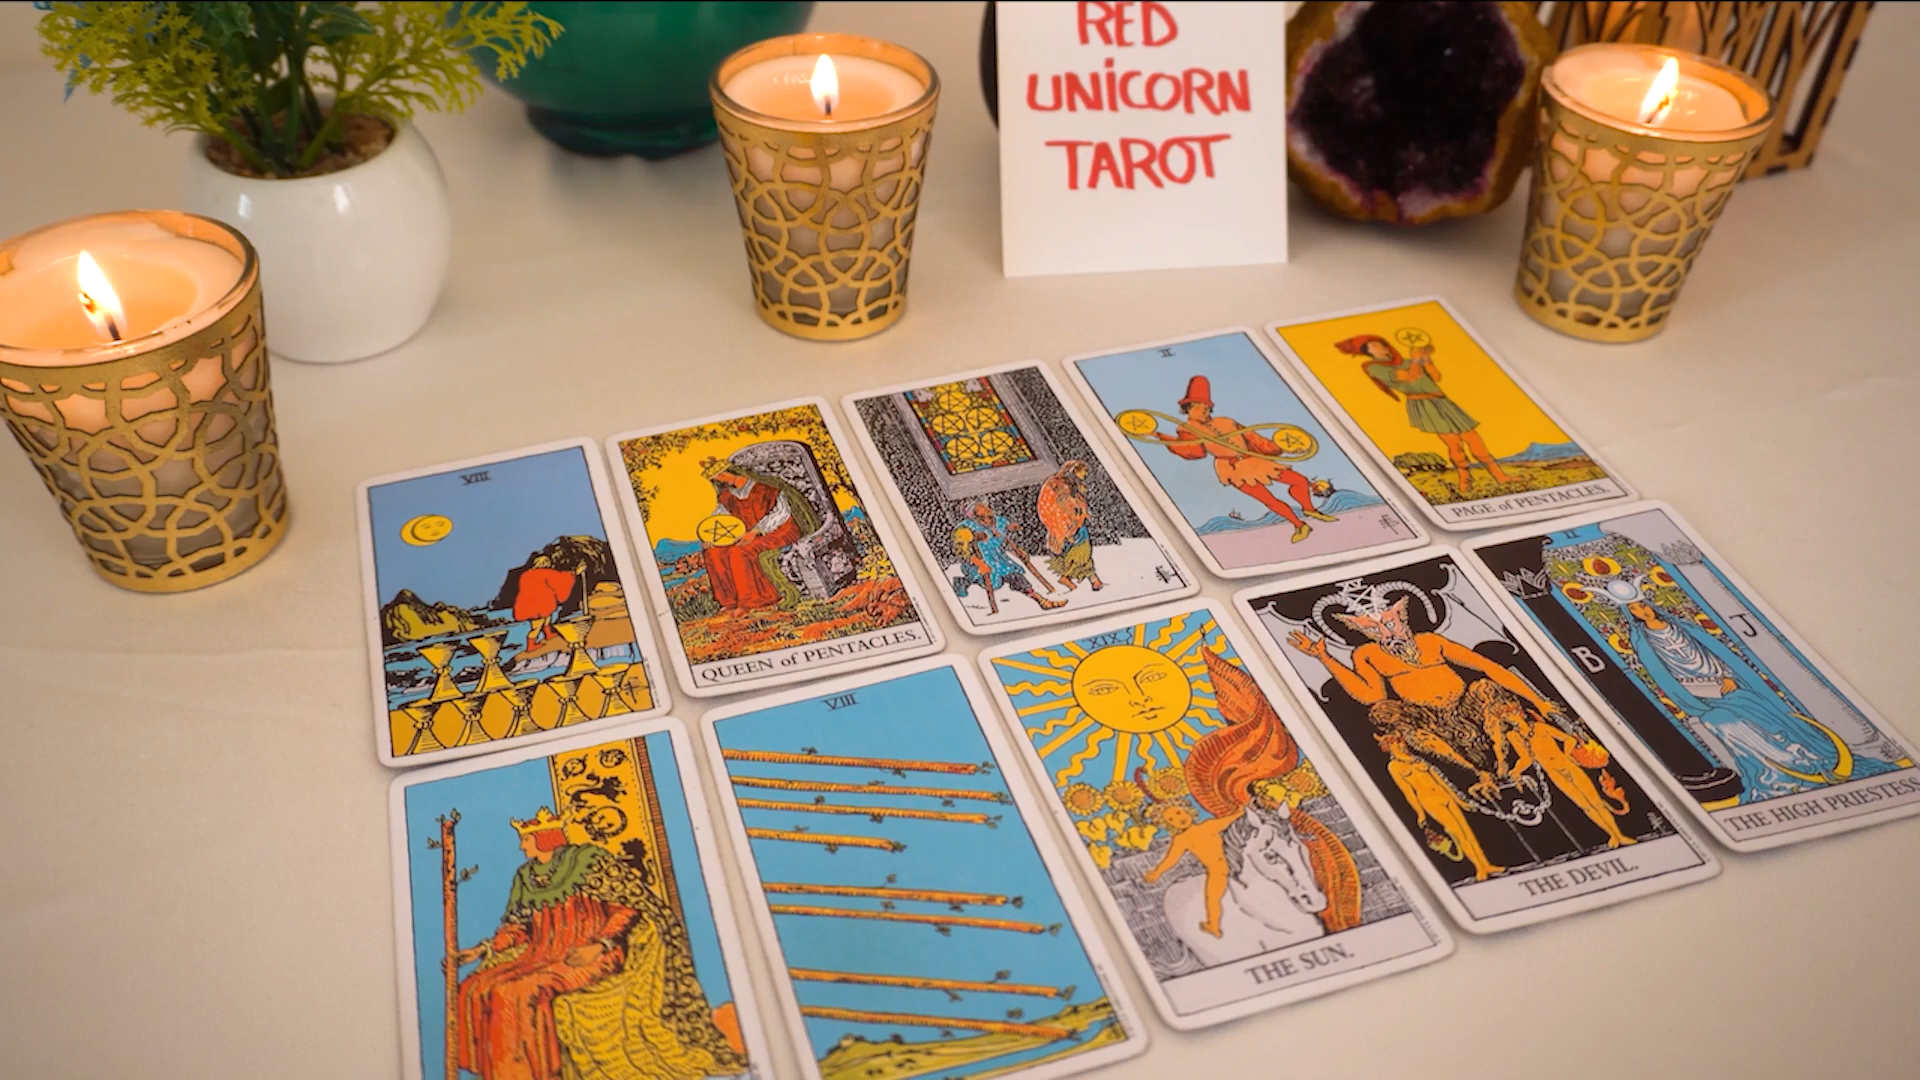 RED
UNICORN
TAROT
VIII
QUEEN of PENTACLES.
II
PAGE of PENTACLES.
VIII
XIX
THE SUN.
XV
THE DEVIL.
II
B
J
THE HIGH PRIESTESS